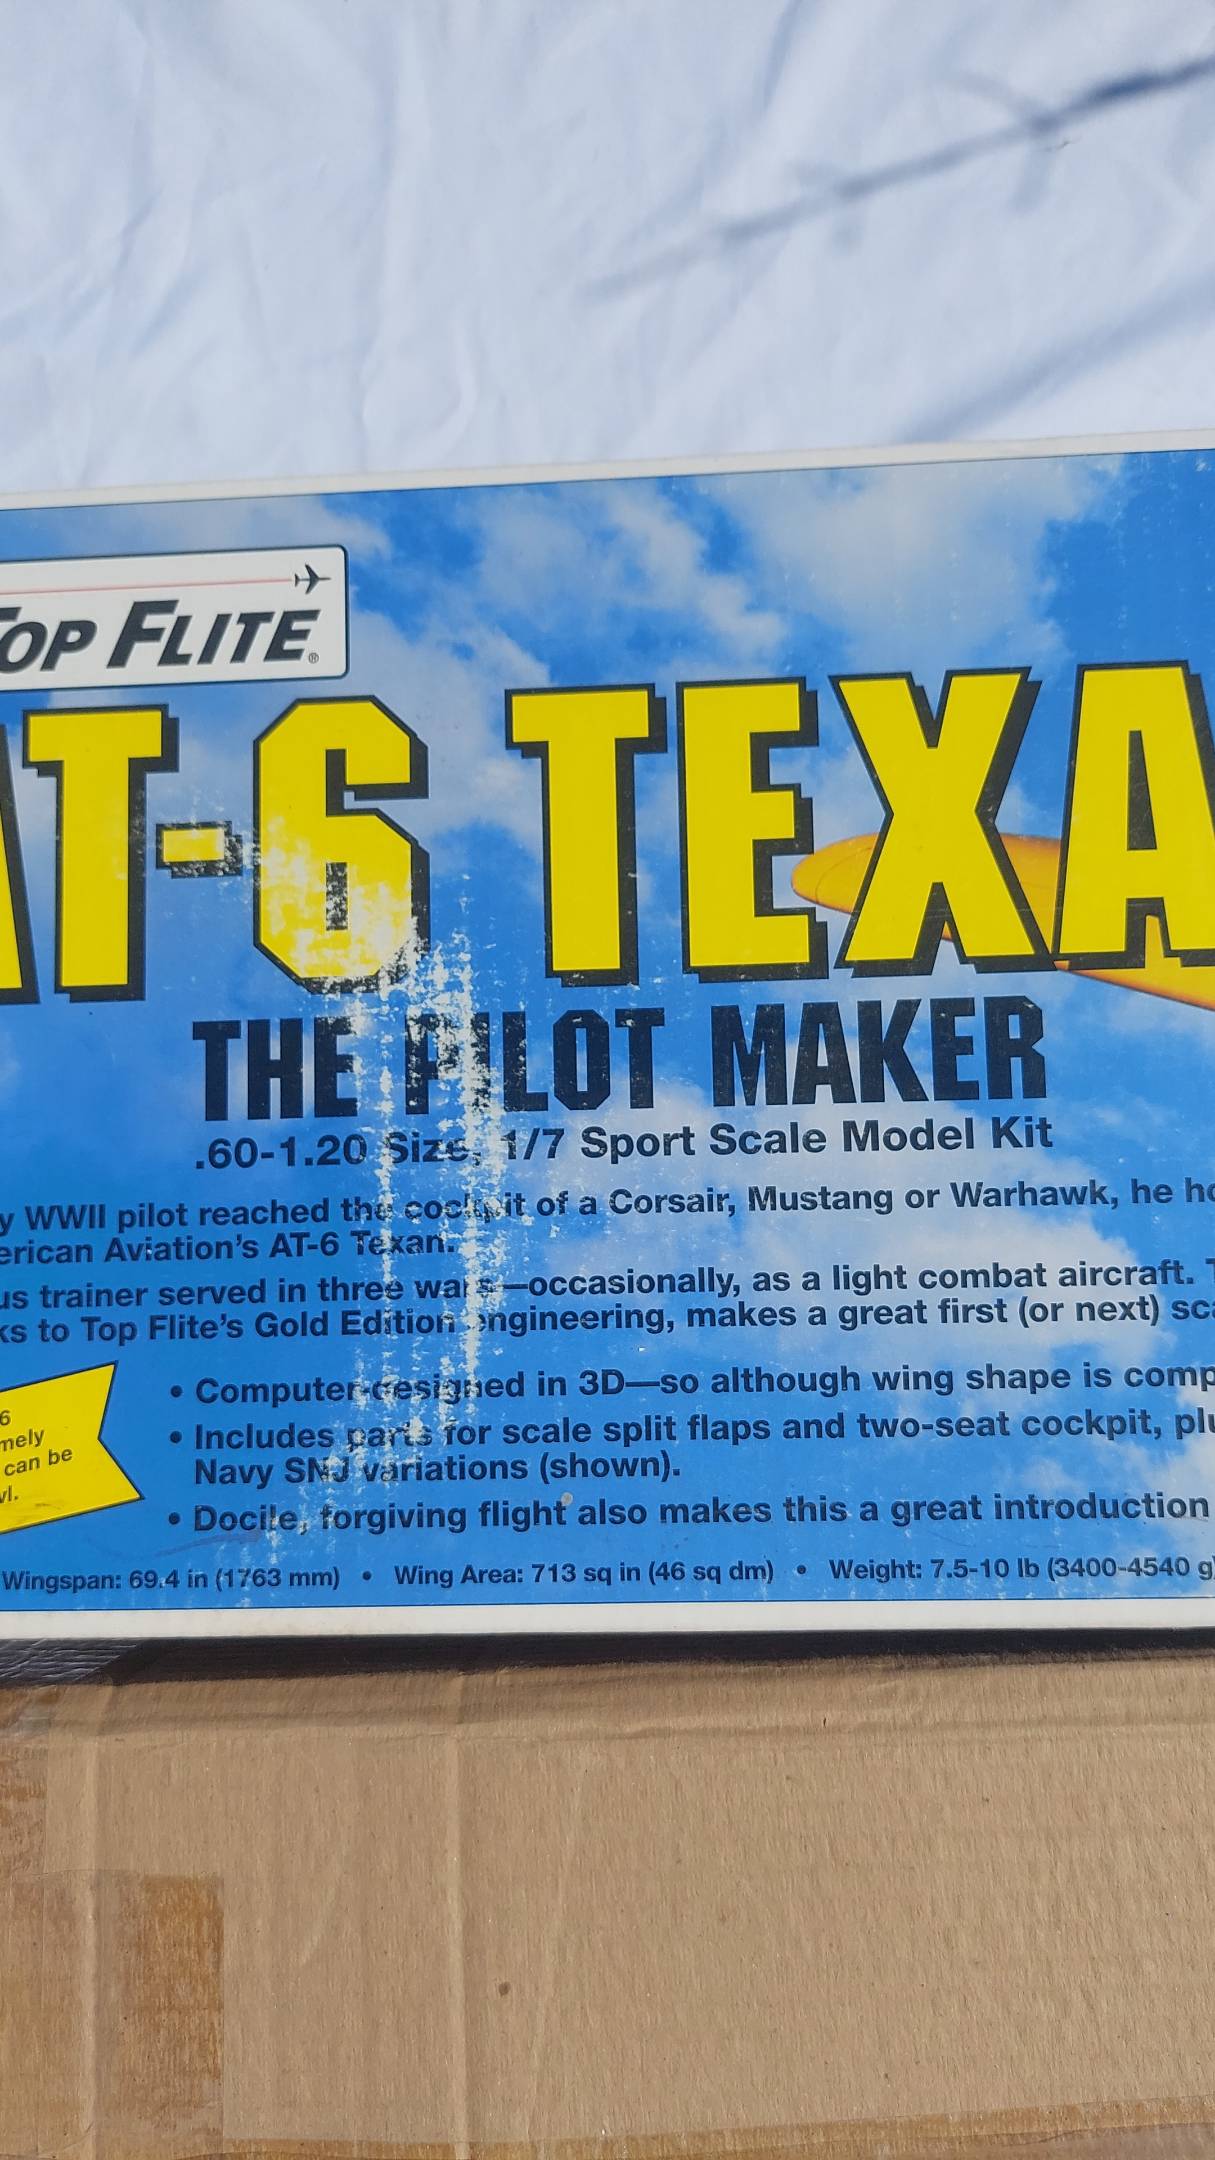 TOP FLITE®
AT-6 TEXA
THE PILOT MAKER
.60-1.20 Size, 1/7 Sport Scale Model Kit
y WWII pilot reached the cockpit of a Corsair, Mustang or Warhawk, he ho
erican Aviation's AT-6 Texan.
us trainer served in three wars—occasionally, as a light combat aircraft. T
ks to Top Flite's Gold Edition engineering, makes a great first (or next) sca
6
mely
can be
wl.
• Computer-designed in 3D—so although wing shape is comp
• Includes parts for scale split flaps and two-seat cockpit, plu
Navy SNJ variations (shown).
• Docile, forgiving flight also makes this a great introduction
Wingspan: 69.4 in (1763 mm) • Wing Area: 713 sq in (46 sq dm) • Weight: 7.5-10 lb (3400-4540 g)